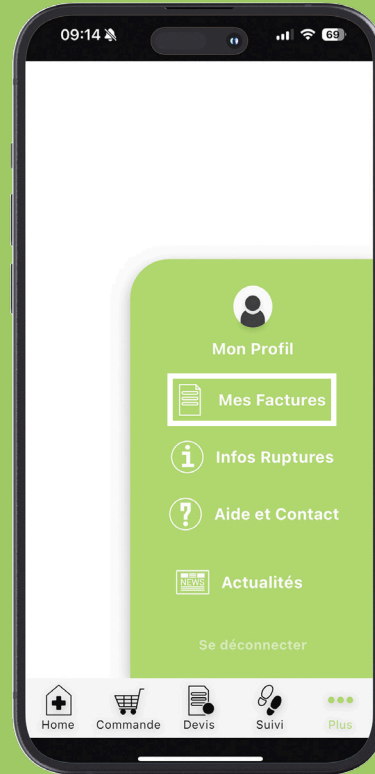 09:14
69
Mon Profil
Mes Factures
Infos Ruptures
Aide et Contact
NEWS
Actualités
Se déconnecter
Home Commande Devis Suivi Plus